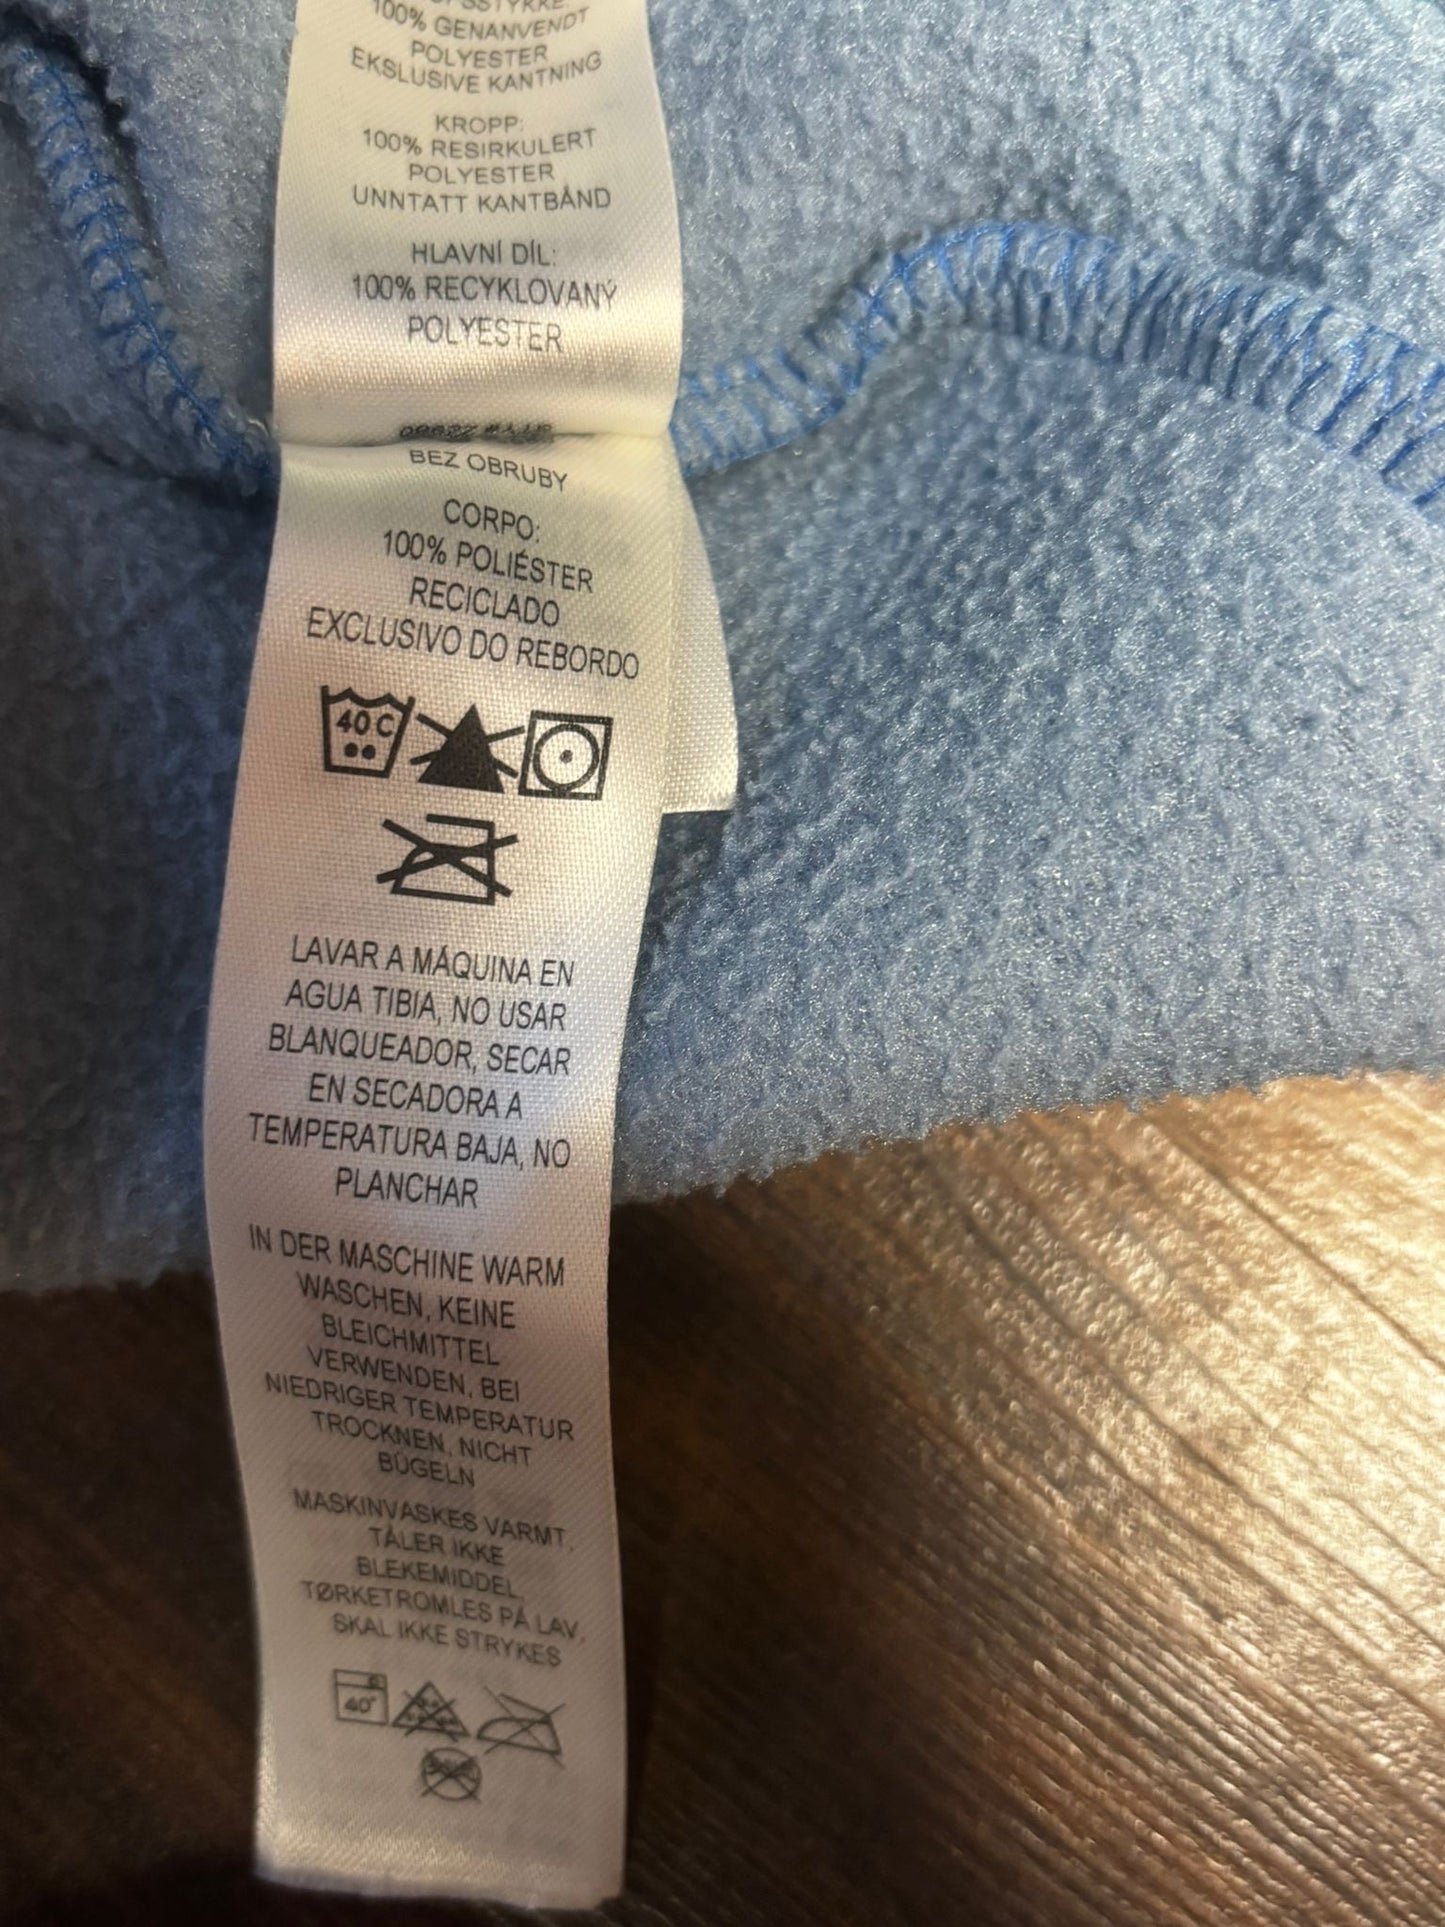 100% GENANVENDT
POLYESTER
EKSLUSIVE KANTNING
KROPP:
100% RESIRKULERT
POLYESTER
UNNTATT KANTBÅND
HLAVNÍ DÍL:
100% RECYKLOVANÝ
POLYESTER
BEZ OBRUBY
CORPO:
100% POLIÉSTER
RECICLADO
EXCLUSIVO DO REBORDO
40 C
LAVAR A MÁQUINA EN
AGUA TIBIA, NO USAR
BLANQUEADOR, SECAR
EN SECADORA A
TEMPERATURA BAJA, NO
PLANCHAR
IN DER MASCHINE WARM
WASCHEN, KEINE
BLEICHMITTEL
VERWENDEN, BEI
NIEDRIGER TEMPERATUR
TROCKNEN, NICHT
BÜGELN
MASKINVASKES VARMT,
TÅLER IKKE
BLEKEMIDDEL,
TØRKETROMLES PÅ LAV,
SKAL IKKE STRYKES
40°